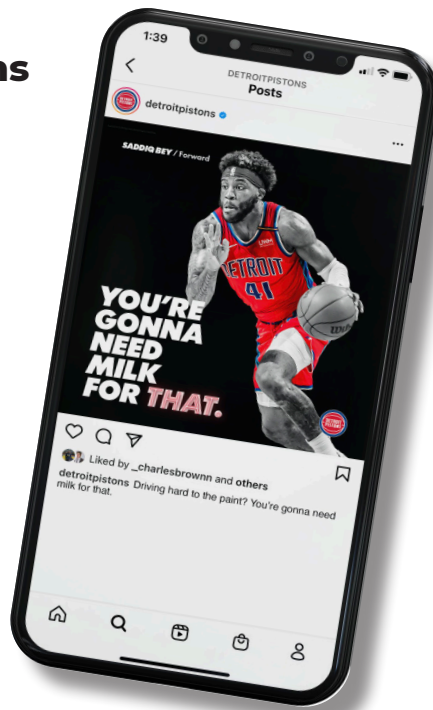 ns
1:39
DETROITPISTONS
Posts
detroitpistons
SADDIQ BEY / Forward
DETROIT
41
Wilson
YOU'RE
GONNA
NEED
MILK
FOR THAT.
Liked by _charlesbrownn and others
detroitpistons Driving hard to the paint? You're gonna need
milk for that.